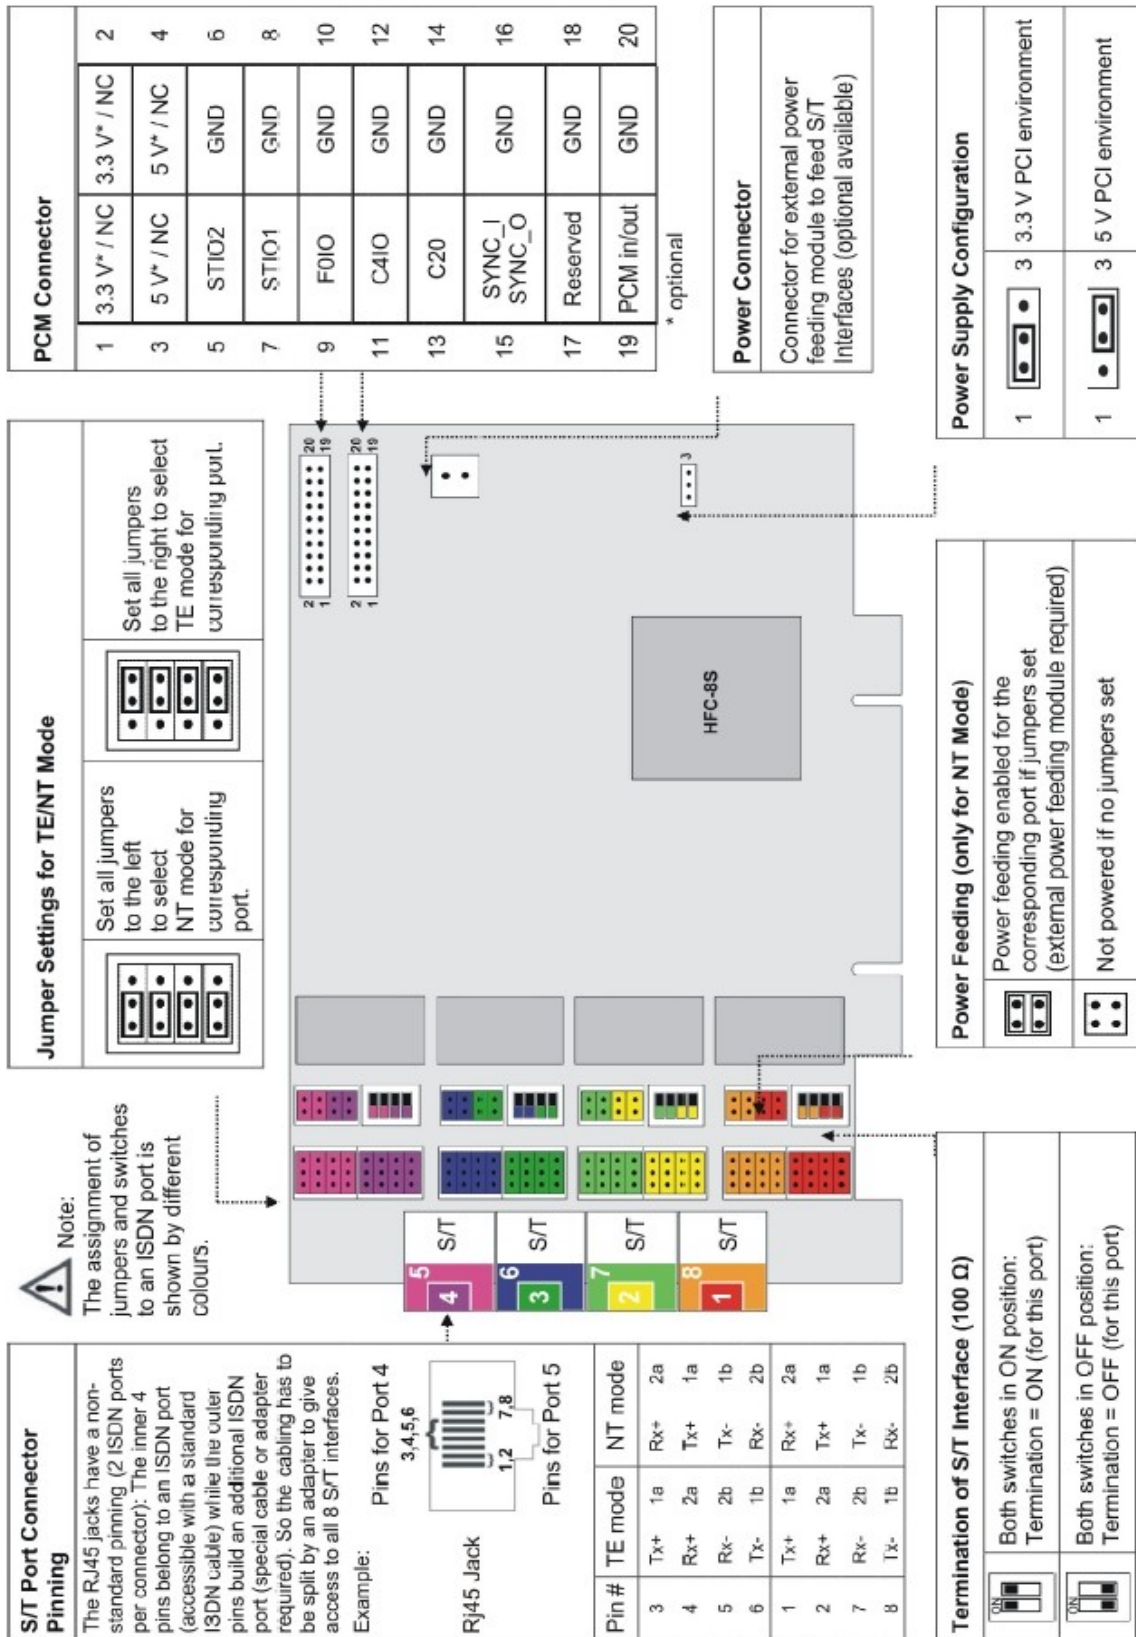 S/T Port Connector
Pinning
The RJ45 jacks have a non-
standard pinning (2 ISDN ports
per connector): The inner 4
pins belong to an ISDN port
(accessible with a standard
ISDN cable) while the outer
pins build an additional ISDN
port (special cable or adapter
required). So the cabling has to
be split by an adapter to give
access to all 8 S/T interfaces.
Example:
Pins for Port 4
3,4,5,6
Rj45 Jack
1,2 7,8
Pins for Port 5
Pin # TE mode NT mode
3 Tx+ 1a Rx+ 2a
4 Rx+ 2a Tx+ 1a
5 Rx- 2b Tx- 1b
6 Tx- 1b Rx- 2b
1 Tx+ 1a Rx+ 2a
2 Rx+ 2a Tx+ 1a
7 Rx- 2b Tx- 1b
8 Tx- 1b Rx- 2b
Note:
The assignment of
jumpers and switches
to an ISDN port is
shown by different
colours.
Jumper Settings for TE/NT Mode
Set all jumpers
to the left
to select
NT mode for
corresponding
port.
Set all jumpers
to the right to select
TE mode for
corresponding port.
PCM Connector
1 3.3 V* / NC 3.3 V* / NC 2
3 5 V* / NC 5 V* / NC 4
5 STIO2 GND 6
7 STIO1 GND 8
9 F0IO GND 10
11 C4IO GND 12
13 C20 GND 14
15 SYNC_I
SYNC_O GND 16
17 Reserved GND 18
19 PCM in/out GND 20
* optional
2 20
1 19
2 20
1 19
5
4 S/T
6
3 S/T
7
2 S/T
8
1 S/T
HFC-8S
3
Power Connector
Connector for external power
feeding module to feed S/T
Interfaces (optional available)
Termination of S/T Interface (100 Ω)
ON
Both switches in ON position:
Termination = ON (for this port)
ON
Both switches in OFF position:
Termination = OFF (for this port)
Power Feeding (only for NT Mode)
Power feeding enabled for the
corresponding port if jumpers set
(external power feeding module required)
Not powered if no jumpers set
Power Supply Configuration
1 3 3.3 V PCI environment
1 3 5 V PCI environment